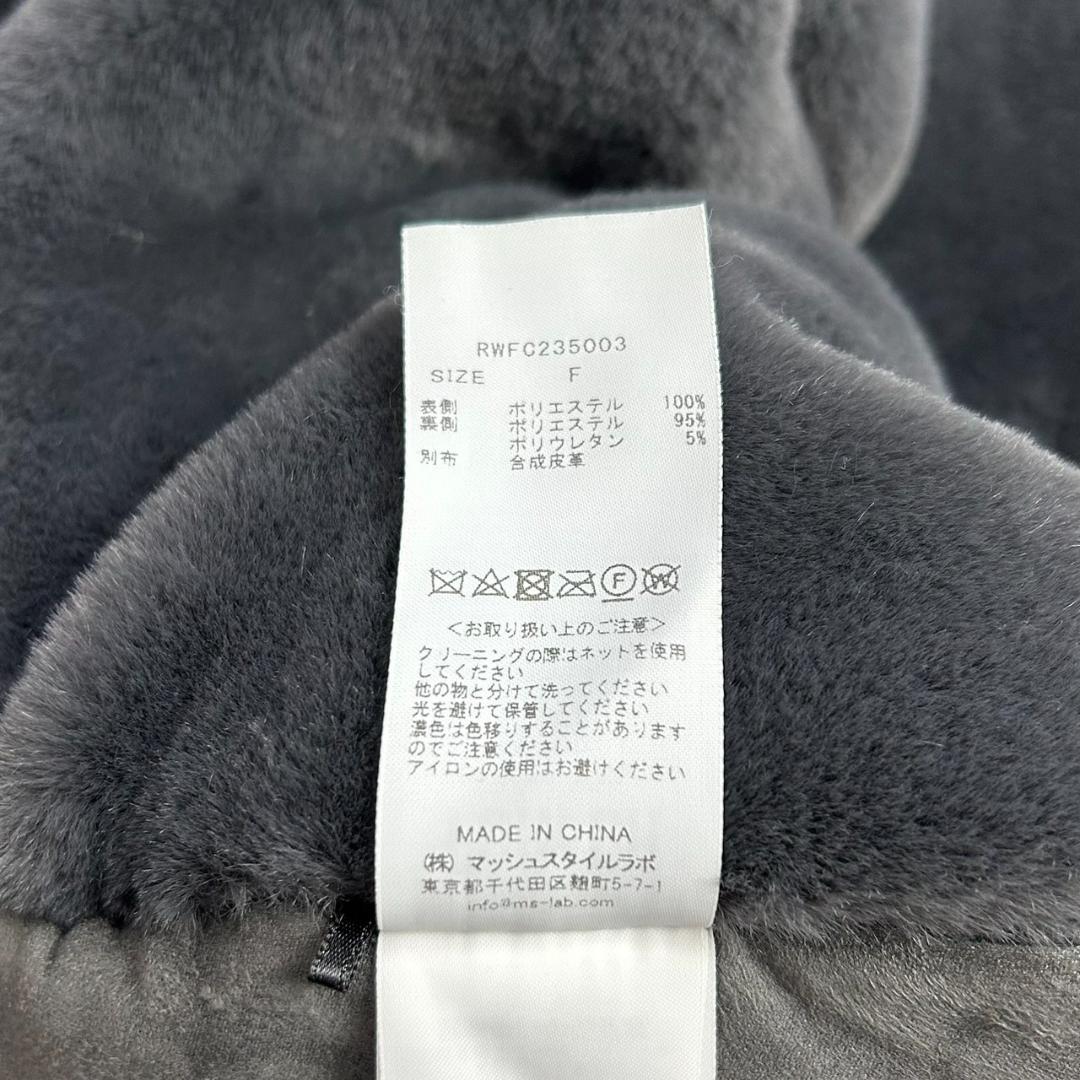 RWFC235003
SIZE F
表側 ポリエステル 100%
裏側 ポリエステル 95%
ポリウレタン 5%
別布 合成皮革
F W
＜お取り扱い上のご注意＞
クリーニングの際はネットを使用
してください
他の物と分けて洗ってください
光を避けて保管してください
濃色は色移りすることがあります
のでご注意ください
アイロンの使用はお避けください
MADE IN CHINA
(株) マッシュスタイルラボ
東京都千代田区麹町5-7-1
info@ms-lab.com